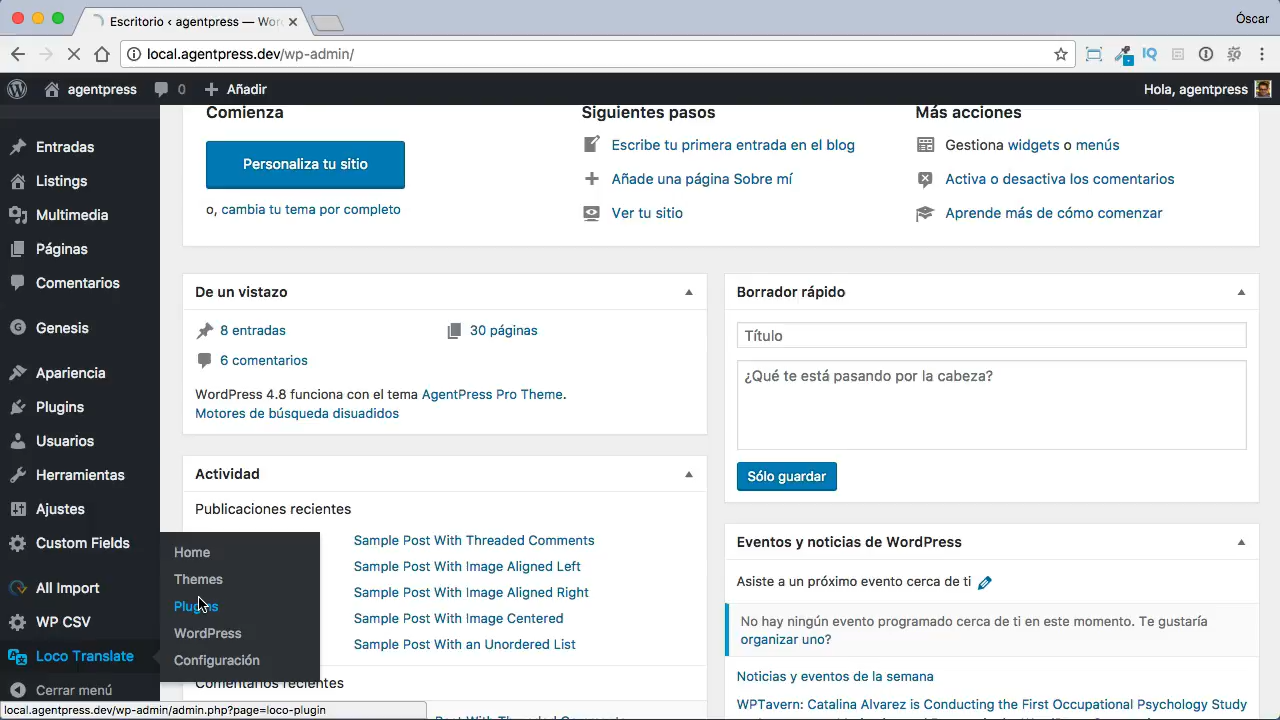 Escritorio ‹ agentpress — Wor
Óscar
local.agentpress.dev/wp-admin/
agentpress
0
Añadir
Hola, agentpress
Entradas
Listings
Multimedia
Páginas
Comentarios
Genesis
Apariencia
Plugins
Usuarios
Herramientas
Ajustes
Custom Fields
All Import
WP CSV
Loco Translate
Cerrar menú
Home
Themes
Plugins
WordPress
Configuración
Comienza
Personaliza tu sitio
o, cambia tu tema por completo
Siguientes pasos
Escribe tu primera entrada en el blog
Añade una página Sobre mí
Ver tu sitio
Más acciones
Gestiona widgets o menús
Activa o desactiva los comentarios
Aprende más de cómo comenzar
De un vistazo
8 entradas
30 páginas
6 comentarios
WordPress 4.8 funciona con el tema AgentPress Pro Theme.
Motores de búsqueda disuadidos
Actividad
Publicaciones recientes
Sample Post With Threaded Comments
Sample Post With Image Aligned Left
Sample Post With Image Aligned Right
Sample Post With Image Centered
Sample Post With an Unordered List
Comentarios recientes
Post With Threaded Comments
Borrador rápido
Título
¿Qué te está pasando por la cabeza?
Sólo guardar
Eventos y noticias de WordPress
Asiste a un próximo evento cerca de ti
No hay ningún evento programado cerca de ti en este momento. Te gustaría
organizar uno?
Noticias y eventos de la semana
WPTavern: Catalina Alvarez is Conducting the First Occupational Psychology Study
local.agentpress.dev/wp-admin/admin.php?page=loco-plugin